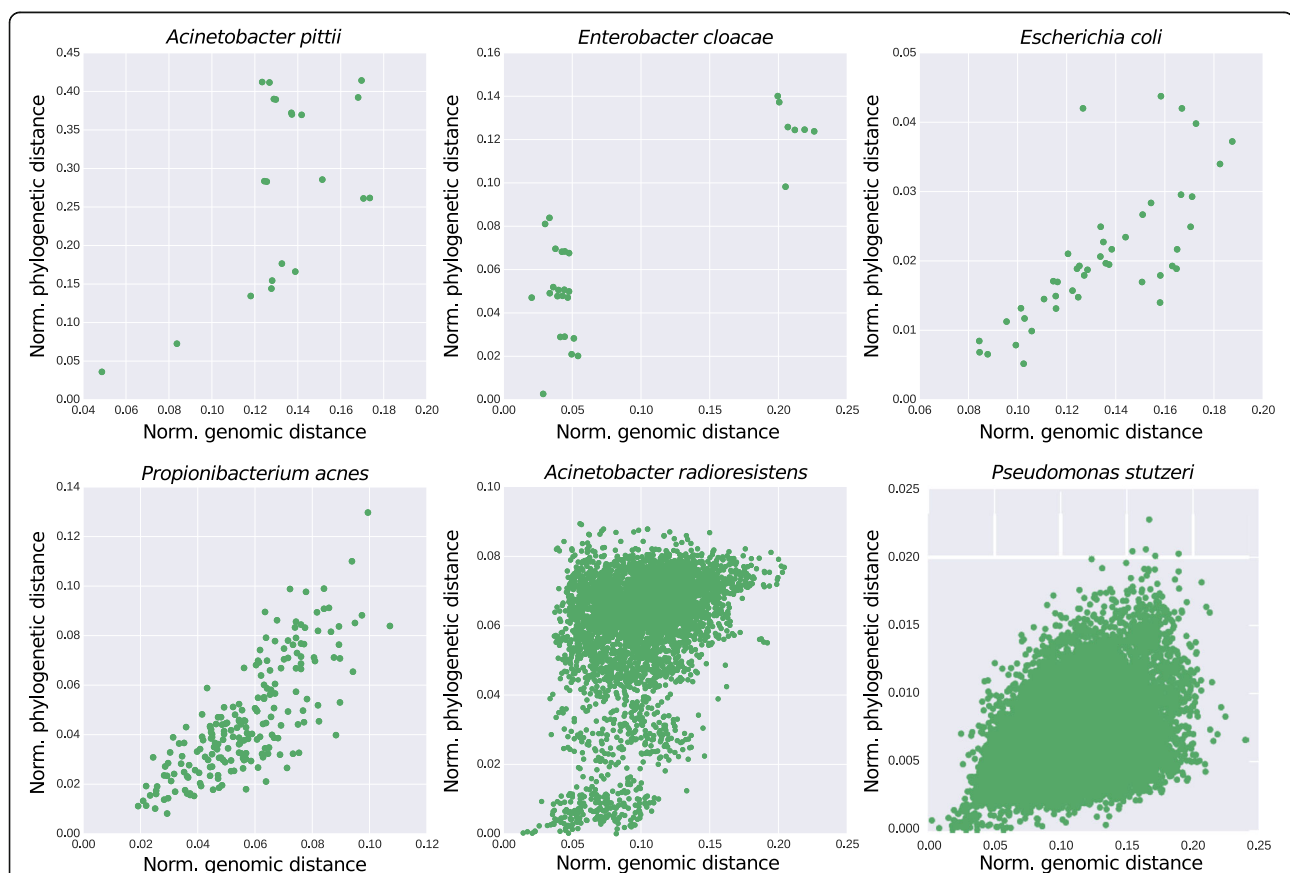 Acinetobacter pittii
Enterobacter cloacae
Escherichia coli
Norm. phylogenetic distance
0.45
0.40
0.35
0.30
0.25
0.20
0.15
0.10
0.05
0.00
0.04 0.06 0.08 0.10 0.12 0.14 0.16 0.18 0.20
Norm. genomic distance
Norm. phylogenetic distance
0.16
0.14
0.12
0.10
0.08
0.06
0.04
0.02
0.00
0.00 0.05 0.10 0.15 0.20 0.25
Norm. genomic distance
Norm. phylogenetic distance
0.05
0.04
0.03
0.02
0.01
0.00
0.06 0.08 0.10 0.12 0.14 0.16 0.18 0.20
Norm. genomic distance
Propionibacterium acnes
Acinetobacter radioresistens
Pseudomonas stutzeri
Norm. phylogenetic distance
0.14
0.12
0.10
0.08
0.06
0.04
0.02
0.00
0.00 0.02 0.04 0.06 0.08 0.10 0.12
Norm. genomic distance
Norm. phylogenetic distance
0.10
0.08
0.06
0.04
0.02
0.00
0.00 0.05 0.10 0.15 0.20 0.25
Norm. genomic distance
Norm. phylogenetic distance
0.025
0.020
0.015
0.010
0.005
0.000
0.00 0.05 0.10 0.15 0.20 0.25
Norm. genomic distance